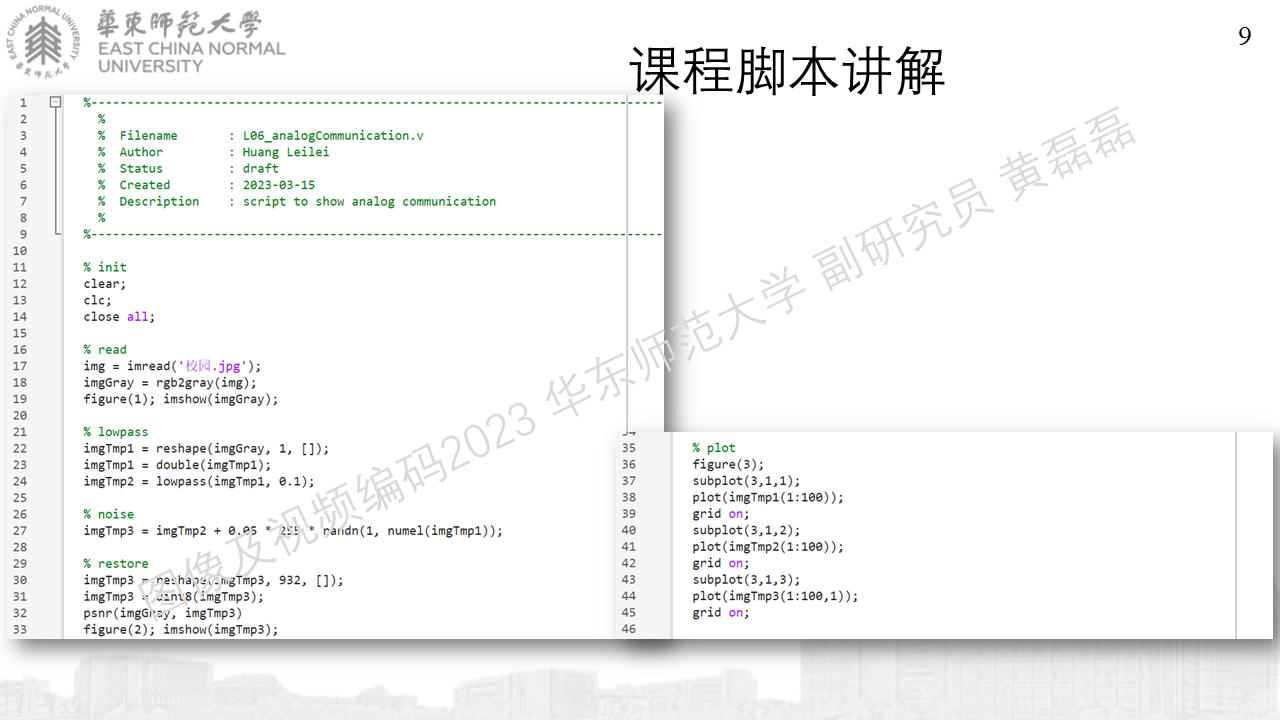 EAST CHINA NORMAL UNIVERSITY
華東師範大學
華東師範大學
EAST CHINA NORMAL
UNIVERSITY
课程脚本讲解
9
1 %--------------------------------------------------------------------------------
2 %
3 % Filename : L06_analogCommunication.v
4 % Author : Huang Leilei
5 % Status : draft
6 % Created : 2023-03-15
7 % Description : script to show analog communication
8 %
9 %--------------------------------------------------------------------------------
10
11 % init
12 clear;
13 clc;
14 close all;
15
16 % read
17 img = imread('校园.jpg');
18 imgGray = rgb2gray(img);
19 figure(1); imshow(imgGray);
20
21 % lowpass
22 imgTmp1 = reshape(imgGray, 1, []);
23 imgTmp1 = double(imgTmp1);
24 imgTmp2 = lowpass(imgTmp1, 0.1);
25
26 % noise
27 imgTmp3 = imgTmp2 + 0.05 * 255 * randn(1, numel(imgTmp1));
28
29 % restore
30 imgTmp3 = reshape(imgTmp3, 932, []);
31 imgTmp3 = uint8(imgTmp3);
32 psnr(imgGray, imgTmp3)
33 figure(2); imshow(imgTmp3);
34
35 % plot
36 figure(3);
37 subplot(3,1,1);
38 plot(imgTmp1(1:100));
39 grid on;
40 subplot(3,1,2);
41 plot(imgTmp2(1:100));
42 grid on;
43 subplot(3,1,3);
44 plot(imgTmp3(1:100,1));
45 grid on;
46
图像及视频编码2023 华东师范大学 副研究员 黄磊磊